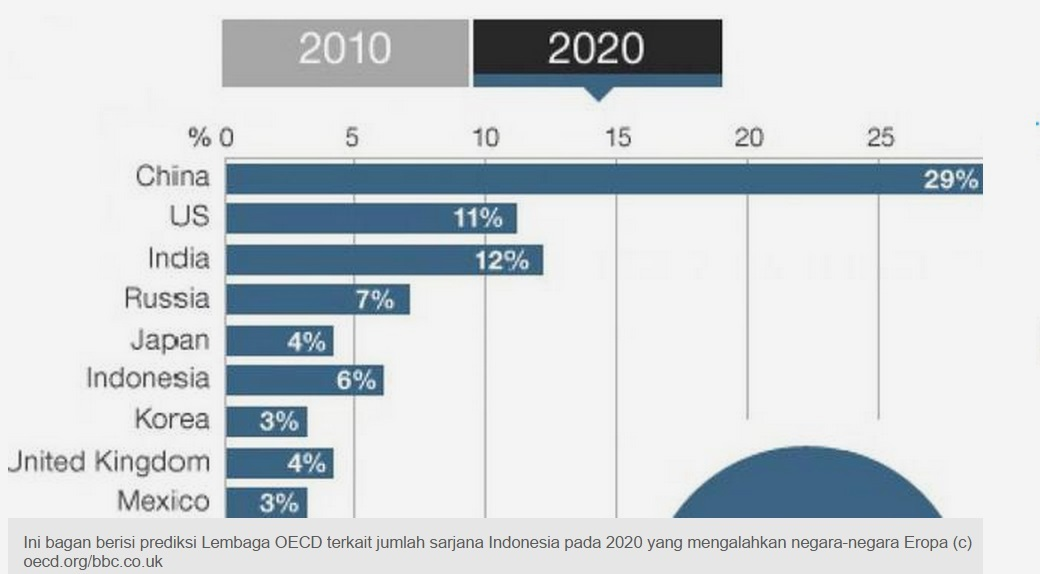 2010 2020
% 0 5 10 15 20 25
China 29%
US 11%
India 12%
Russia 7%
Japan 4%
Indonesia 6%
Korea 3%
United Kingdom 4%
Mexico 3%
Ini bagan berisi prediksi Lembaga OECD terkait jumlah sarjana Indonesia pada 2020 yang mengalahkan negara-negara Eropa (c)
oecd.org/bbc.co.uk